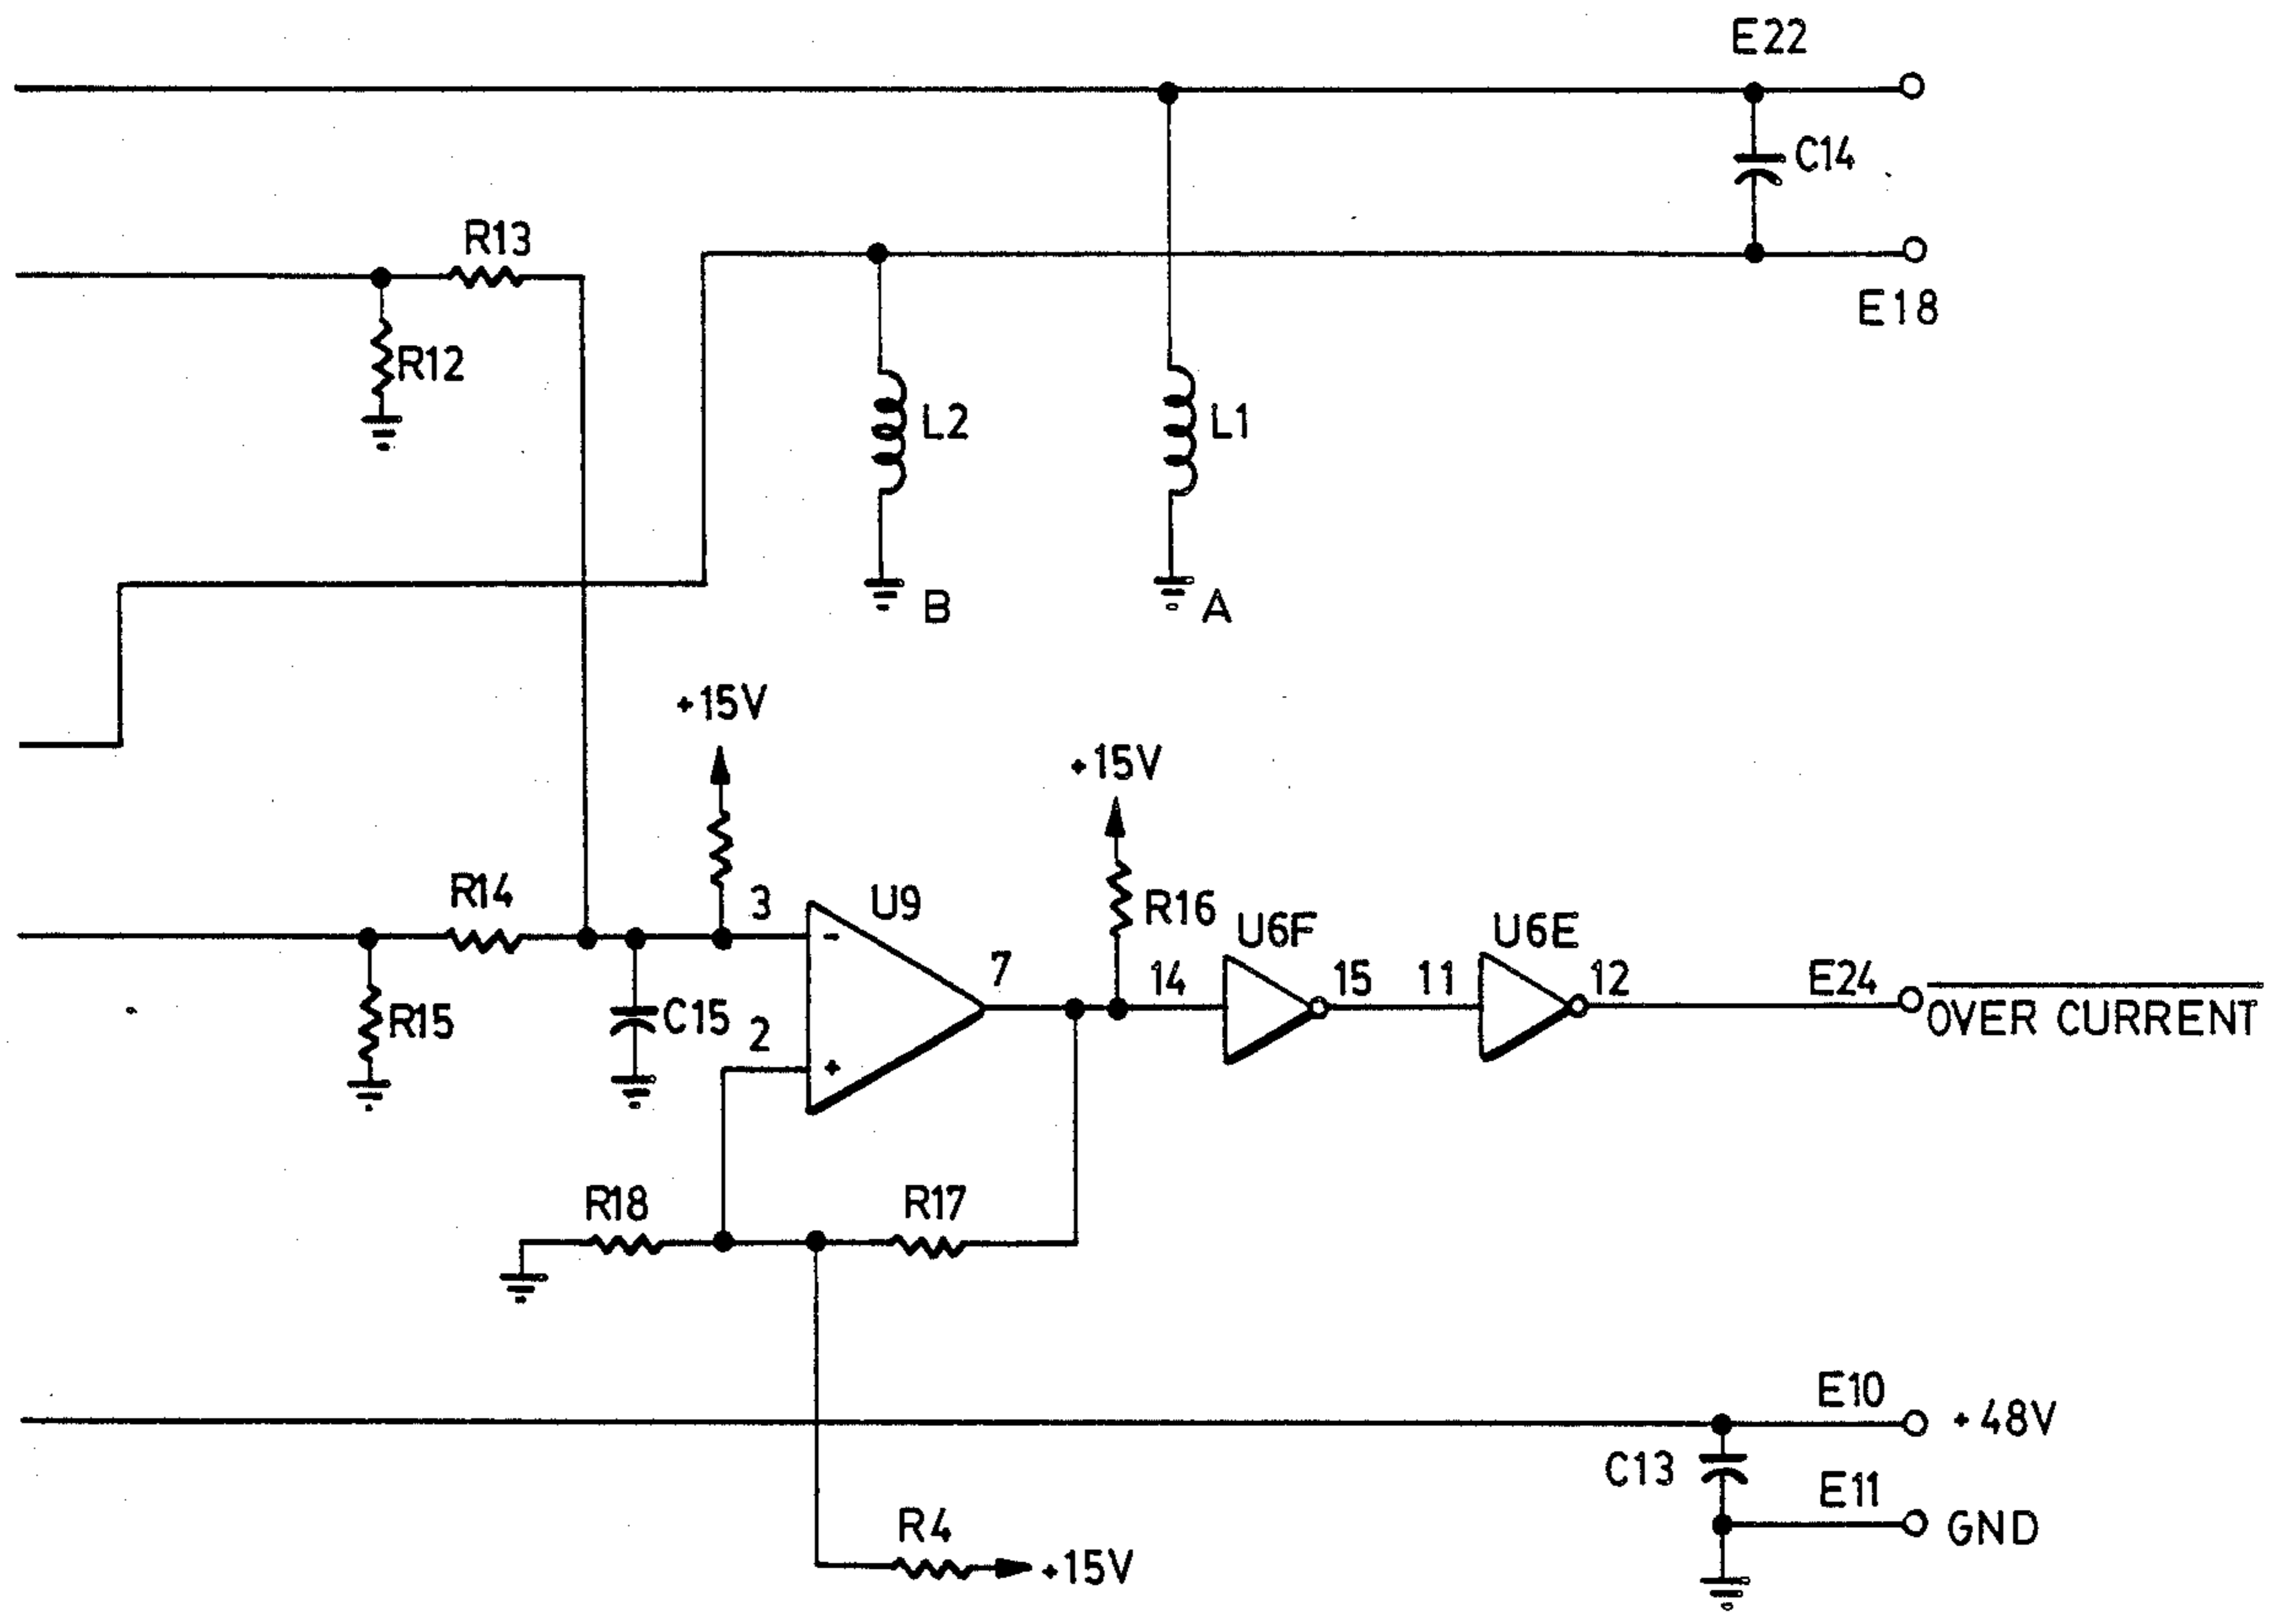 E22
C14
R13
E18
R12
L2
L1
B
A
+15V
+15V
R14
3
U9
R16
U6F
U6E
-
7
14
15
11
12
E24
OVER CURRENT
R15
C15
2
+
R18
R17
E10
+48V
C13
E11
GND
R4
+15V